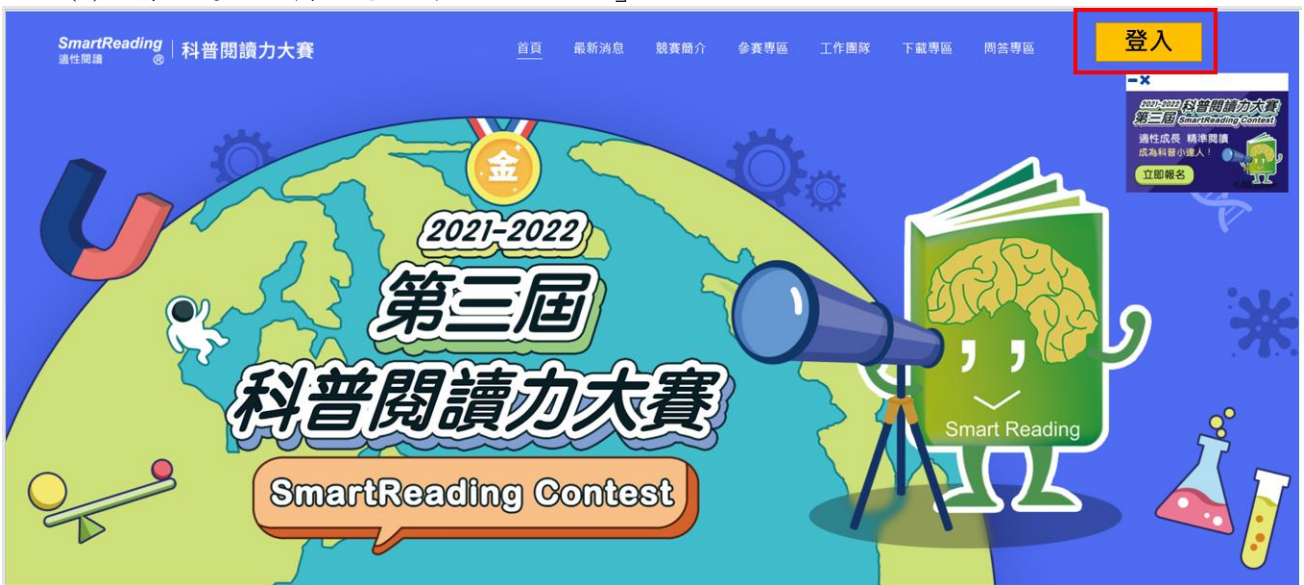 SmartReading
適性閱讀 ®
科普閱讀力大賽
首頁 最新消息 競賽簡介 參賽專區 工作團隊 下載專區 問答專區
登入
2021-2022 科普閱讀力大賽
第三屆 SmartReading Contest
適性成長 精準閱讀
成為科普小達人！
立即報名
金
2021-2022
第三屆
科普閱讀力大賽
SmartReading Contest
Smart Reading